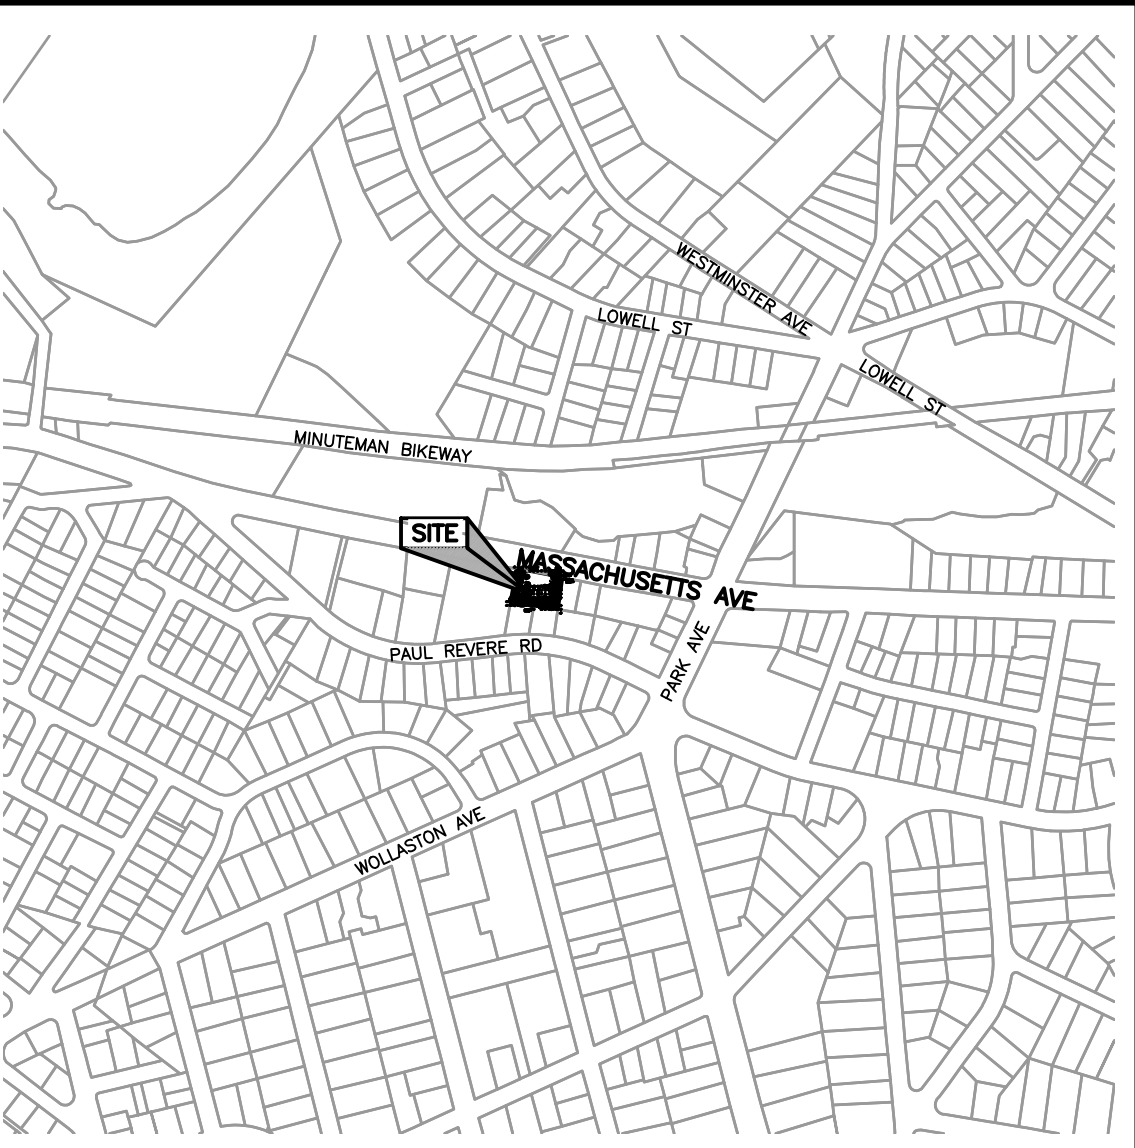 WESTMINSTER AVE
LOWELL ST
LOWELL ST
MINUTEMAN BIKEWAY
SITE
MASSACHUSETTS AVE
PAUL REVERE RD
PARK AVE
WOLLASTON AVE